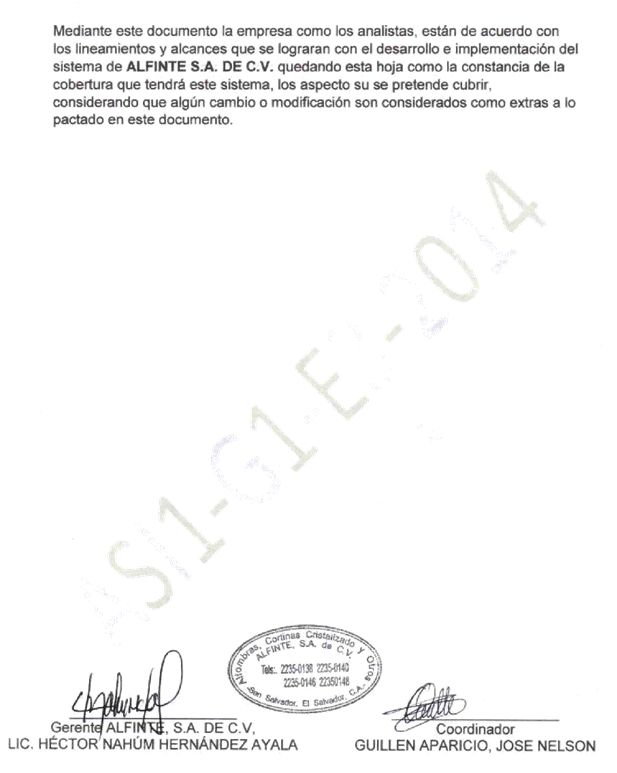 Mediante este documento la empresa como los analistas, están de acuerdo con
los lineamientos y alcances que se lograran con el desarrollo e implementación del
sistema de ALFINTE S.A. DE C.V. quedando esta hoja como la constancia de la
cobertura que tendrá este sistema, los aspecto su se pretende cubrir,
considerando que algún cambio o modificación son considerados como extras a lo
pactado en este documento.
ASI1-G1-E -2014
Alfombras, Cortinas Cristalizado y Otros
ALFINTE, S.A. de C.V.
Tels.: 2235-0138 2235-0140
2235-0146 22350148
-San Salvador, El Salvador, C.A.-
Gerente ALFINTE, S.A. DE C.V,
LIC. HÉCTOR NAHÚM HERNÁNDEZ AYALA
Coordinador
GUILLEN APARICIO, JOSE NELSON